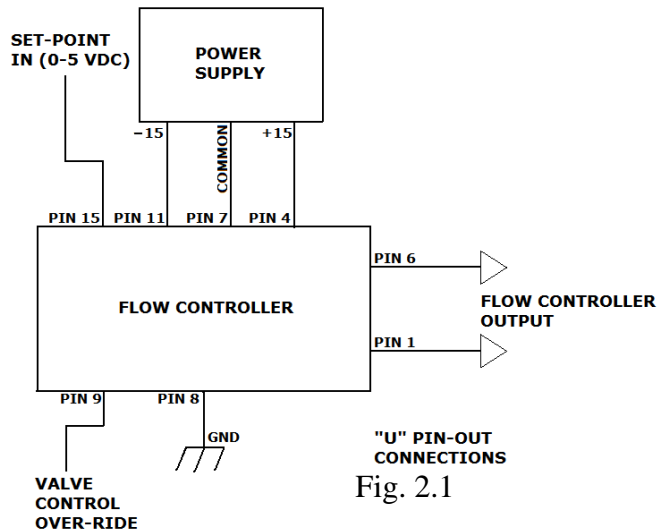 SET-POINT
IN (0-5 VDC)
POWER
SUPPLY
−15
COMMON
+15
PIN 15
PIN 11
PIN 7
PIN 4
FLOW CONTROLLER
PIN 6
FLOW CONTROLLER
OUTPUT
PIN 1
PIN 9
PIN 8
GND
VALVE
CONTROL
OVER-RIDE
"U" PIN-OUT
CONNECTIONS
Fig. 2.1